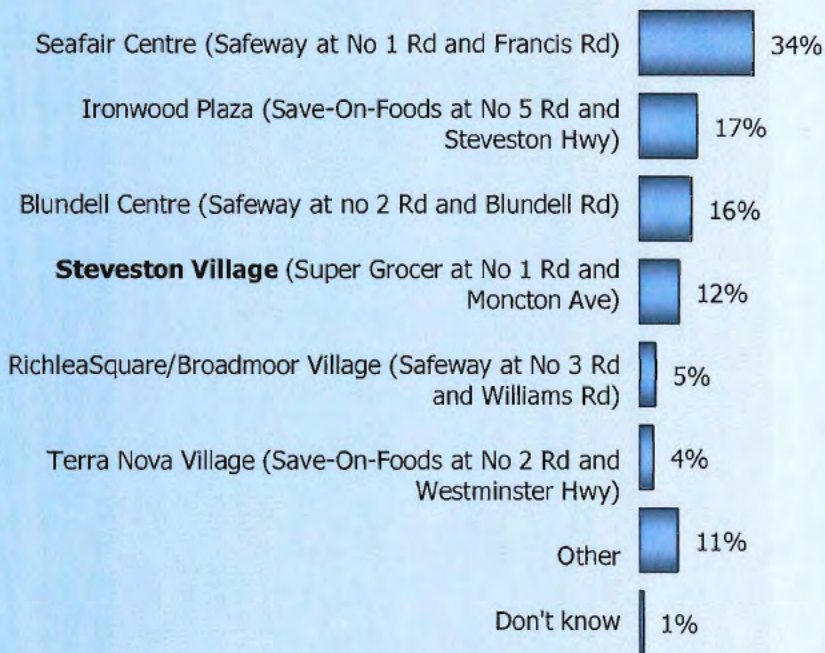 Seafair Centre (Safeway at No 1 Rd and Francis Rd) 34%
Ironwood Plaza (Save-On-Foods at No 5 Rd and
Steveston Hwy) 17%
Blundell Centre (Safeway at no 2 Rd and Blundell Rd) 16%
Steveston Village (Super Grocer at No 1 Rd and
Moncton Ave) 12%
RichleaSquare/Broadmoor Village (Safeway at No 3 Rd
and Williams Rd) 5%
Terra Nova Village (Save-On-Foods at No 2 Rd and
Westminster Hwy) 4%
Other 11%
Don't know 1%